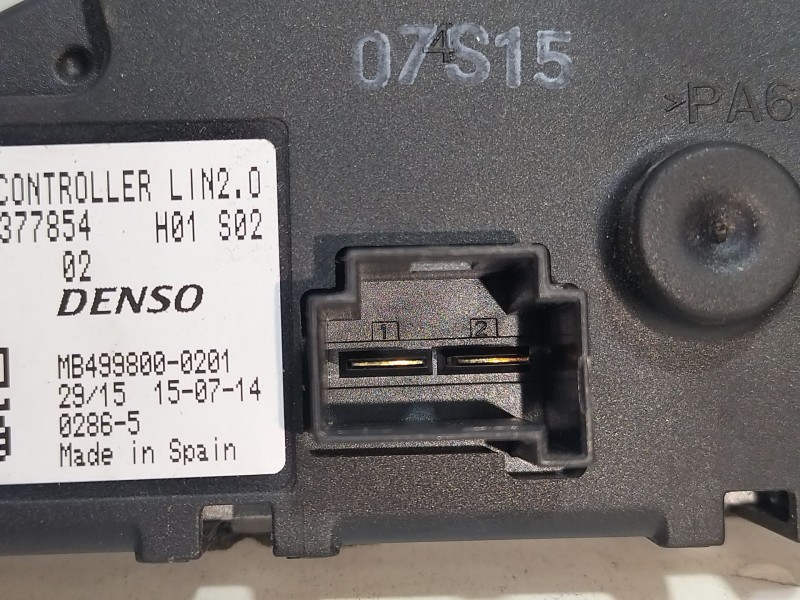 07S15
4
>PA6
CONTROLLER LIN2.0
377854 H01 S02
02
DENSO
MB499800-0201
29/15 15-07-14
0286-5
Made in Spain
1 2